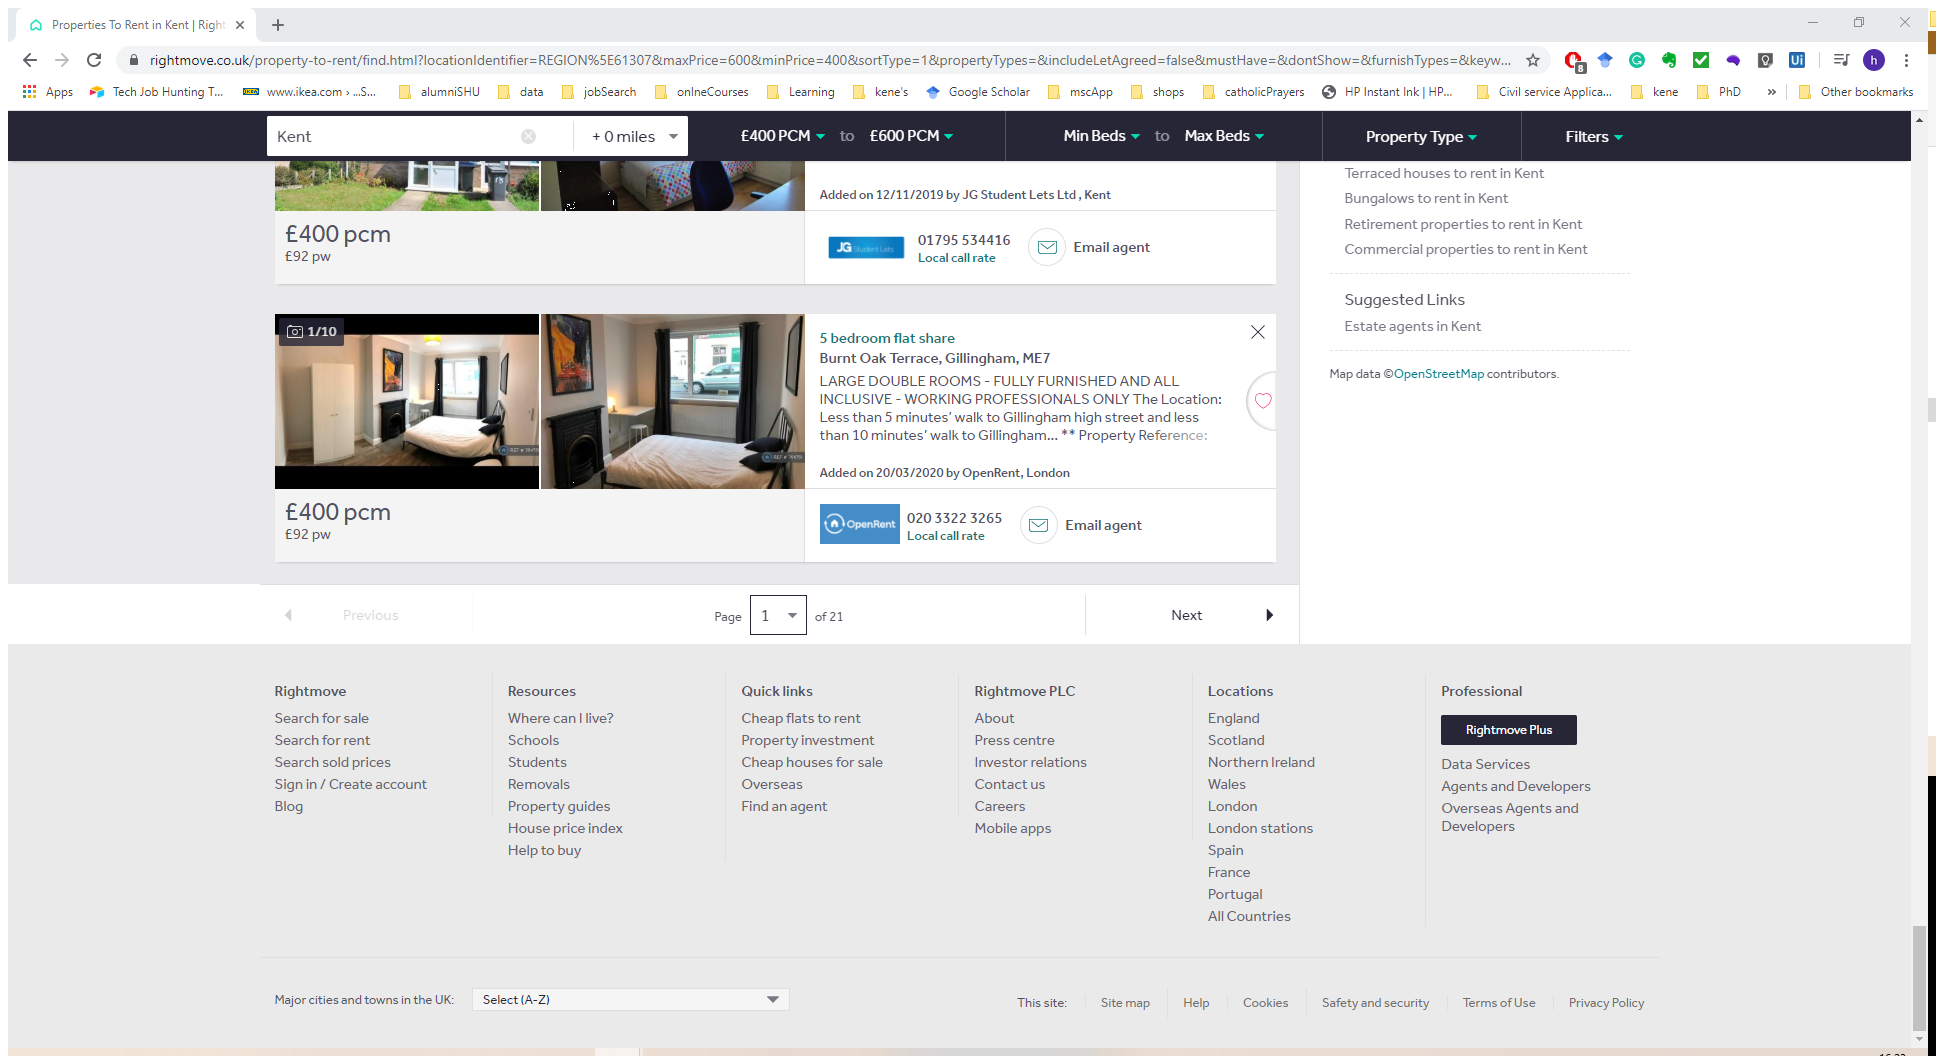 Properties To Rent in Kent | Right
rightmove.co.uk/property-to-rent/find.html?locationIdentifier=REGION%5E61307&maxPrice=600&minPrice=400&sortType=1&propertyTypes=&includeLetAgreed=false&mustHave=&dontShow=&furnishTypes=&keyw...
8
Ui
h
Apps
Tech Job Hunting T...
www.ikea.com › ...S...
alumniSHU
data
jobSearch
onlneCourses
Learning
kene's
Google Scholar
mscApp
shops
catholicPrayers
HP Instant Ink | HP...
Civil service Applica...
kene
PhD
»
Other bookmarks
Kent
+ 0 miles
£400 PCM to £600 PCM
Min Beds to Max Beds
Property Type
Filters
Added on 12/11/2019 by JG Student Lets Ltd , Kent
£400 pcm
£92 pw
JG Student Lets
01795 534416
Local call rate
Email agent
1/10
5 bedroom flat share
Burnt Oak Terrace, Gillingham, ME7
LARGE DOUBLE ROOMS - FULLY FURNISHED AND ALL
INCLUSIVE - WORKING PROFESSIONALS ONLY The Location:
Less than 5 minutes’ walk to Gillingham high street and less
than 10 minutes’ walk to Gillingham... ** Property Reference:
Added on 20/03/2020 by OpenRent, London
£400 pcm
£92 pw
OpenRent
020 3322 3265
Local call rate
Email agent
Terraced houses to rent in Kent
Bungalows to rent in Kent
Retirement properties to rent in Kent
Commercial properties to rent in Kent
Suggested Links
Estate agents in Kent
Map data ©OpenStreetMap contributors.
Previous
Page 1 of 21
Next
Rightmove
Search for sale
Search for rent
Search sold prices
Sign in / Create account
Blog
Resources
Where can I live?
Schools
Students
Removals
Property guides
House price index
Help to buy
Quick links
Cheap flats to rent
Property investment
Cheap houses for sale
Overseas
Find an agent
Rightmove PLC
About
Press centre
Investor relations
Contact us
Careers
Mobile apps
Locations
England
Scotland
Northern Ireland
Wales
London
London stations
Spain
France
Portugal
All Countries
Professional
Rightmove Plus
Data Services
Agents and Developers
Overseas Agents and
Developers
Major cities and towns in the UK:
Select (A-Z)
This site:
Site map
Help
Cookies
Safety and security
Terms of Use
Privacy Policy